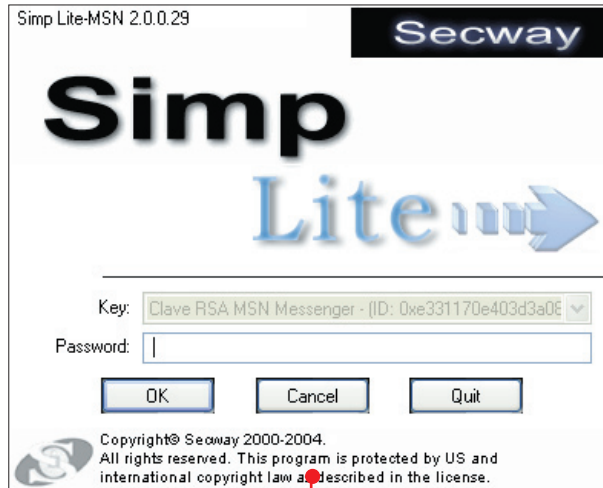 Simp Lite-MSN 2.0.0.29
Secway
Simp
Lite
Key: Clave RSA MSN Messenger - (ID: 0xe331170e403d3a08
Password:
OK Cancel Quit
Copyright© Secway 2000-2004.
All rights reserved. This program is protected by US and
international copyright law as described in the license.